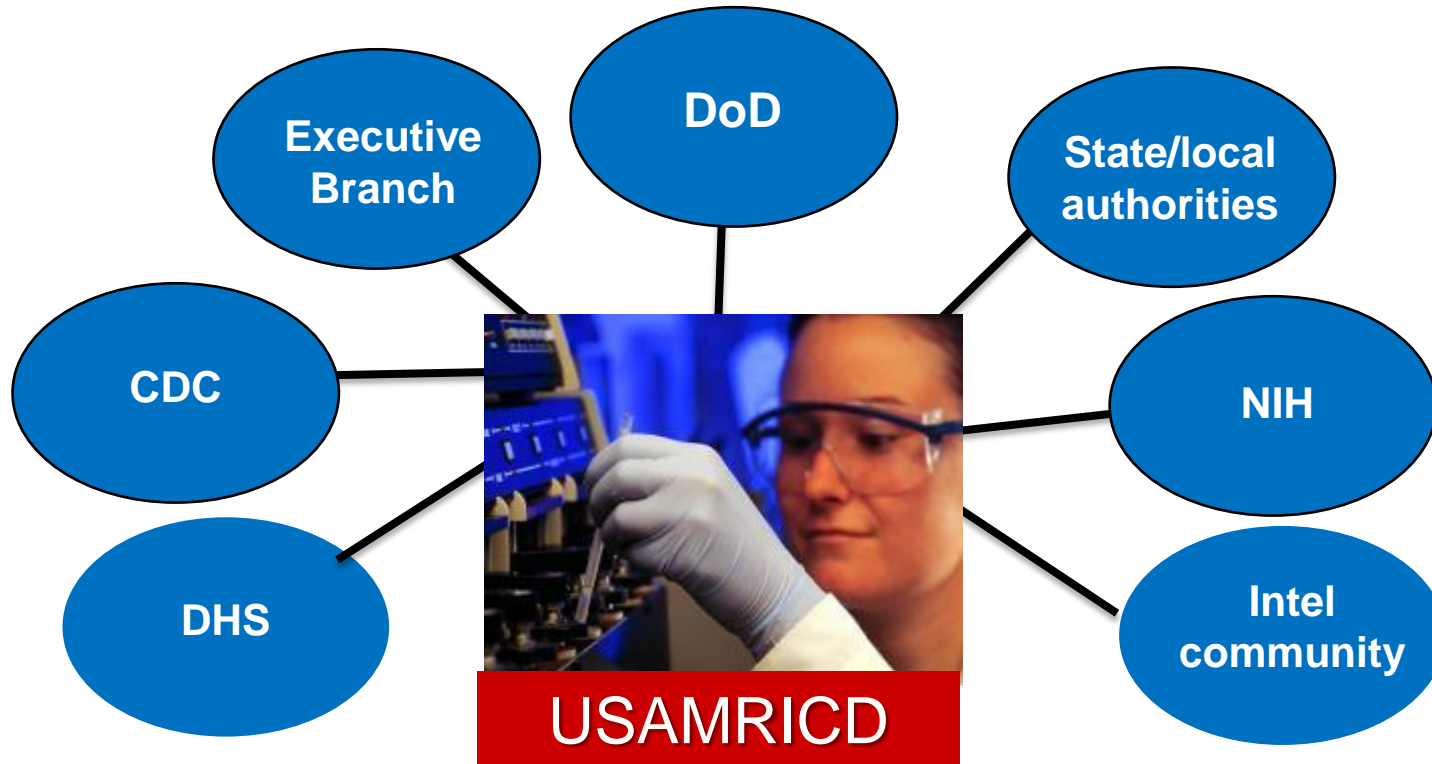 DoD
Executive
Branch
State/local
authorities
CDC
NIH
DHS
Intel
community
USAMRICD